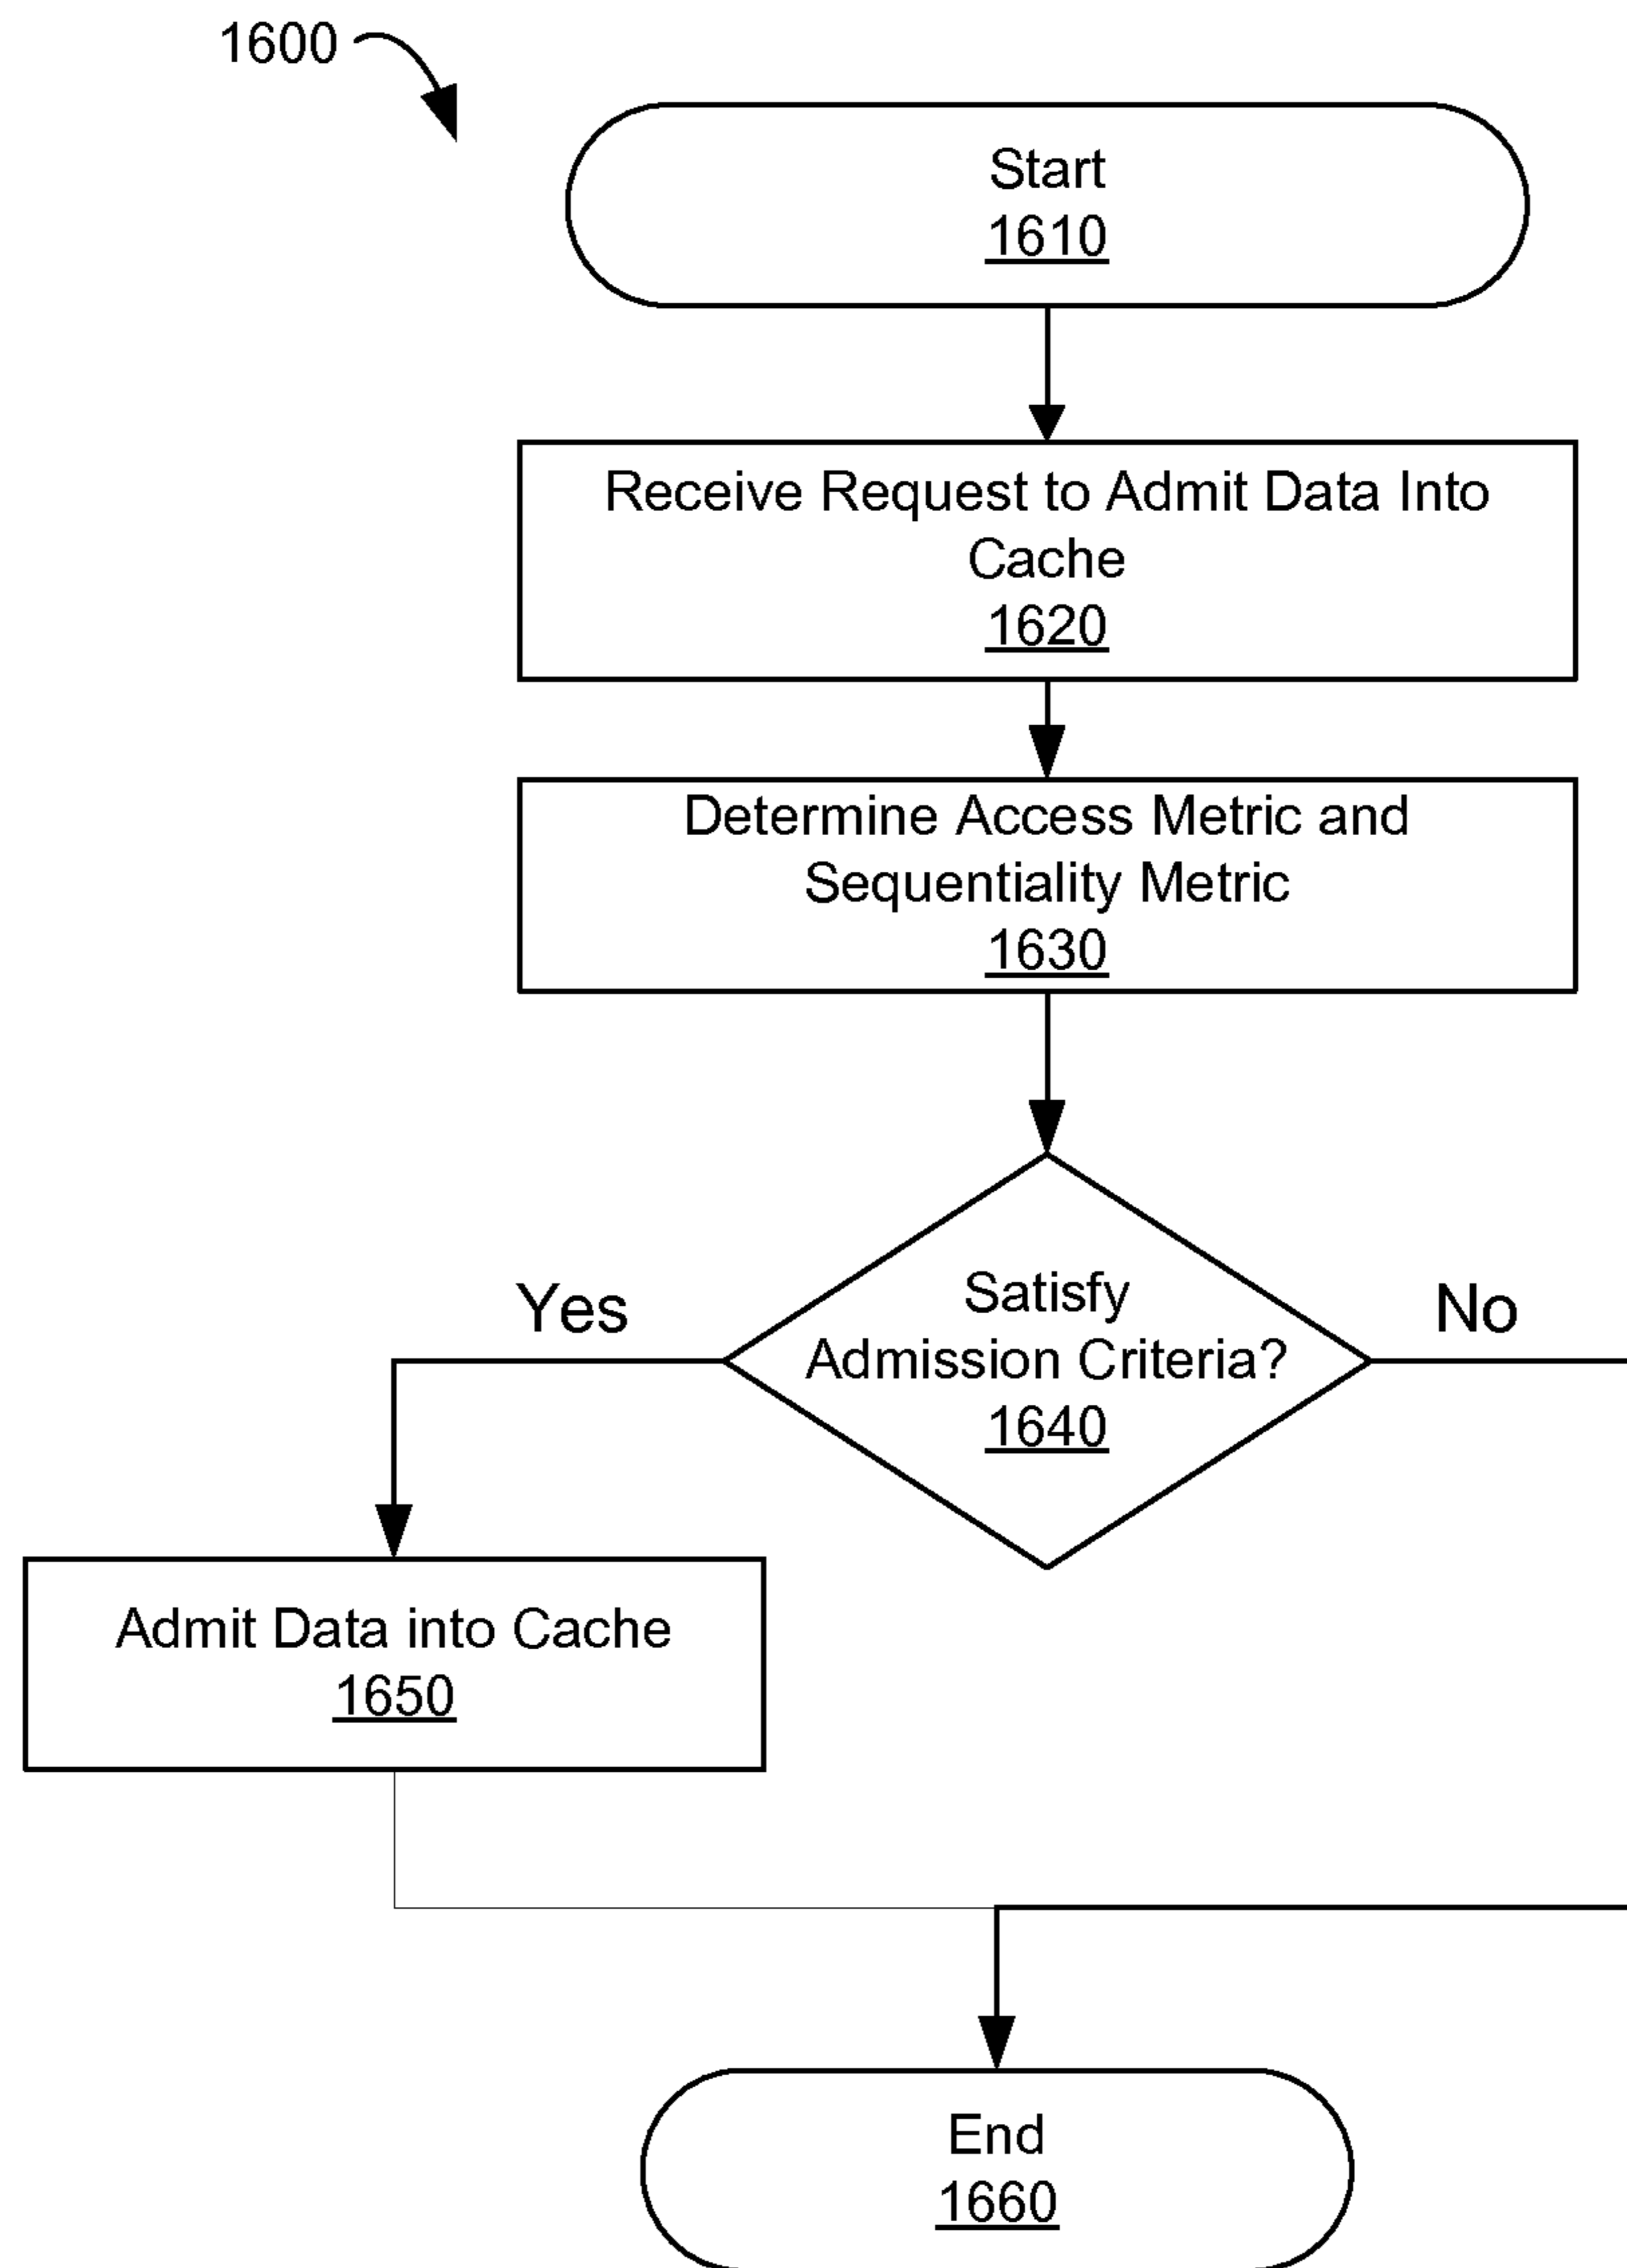 1600
Start
1610
Receive Request to Admit Data Into
Cache
1620
Determine Access Metric and
Sequentiality Metric
1630
Satisfy
Admission Criteria?
1640
Yes
No
Admit Data into Cache
1650
End
1660